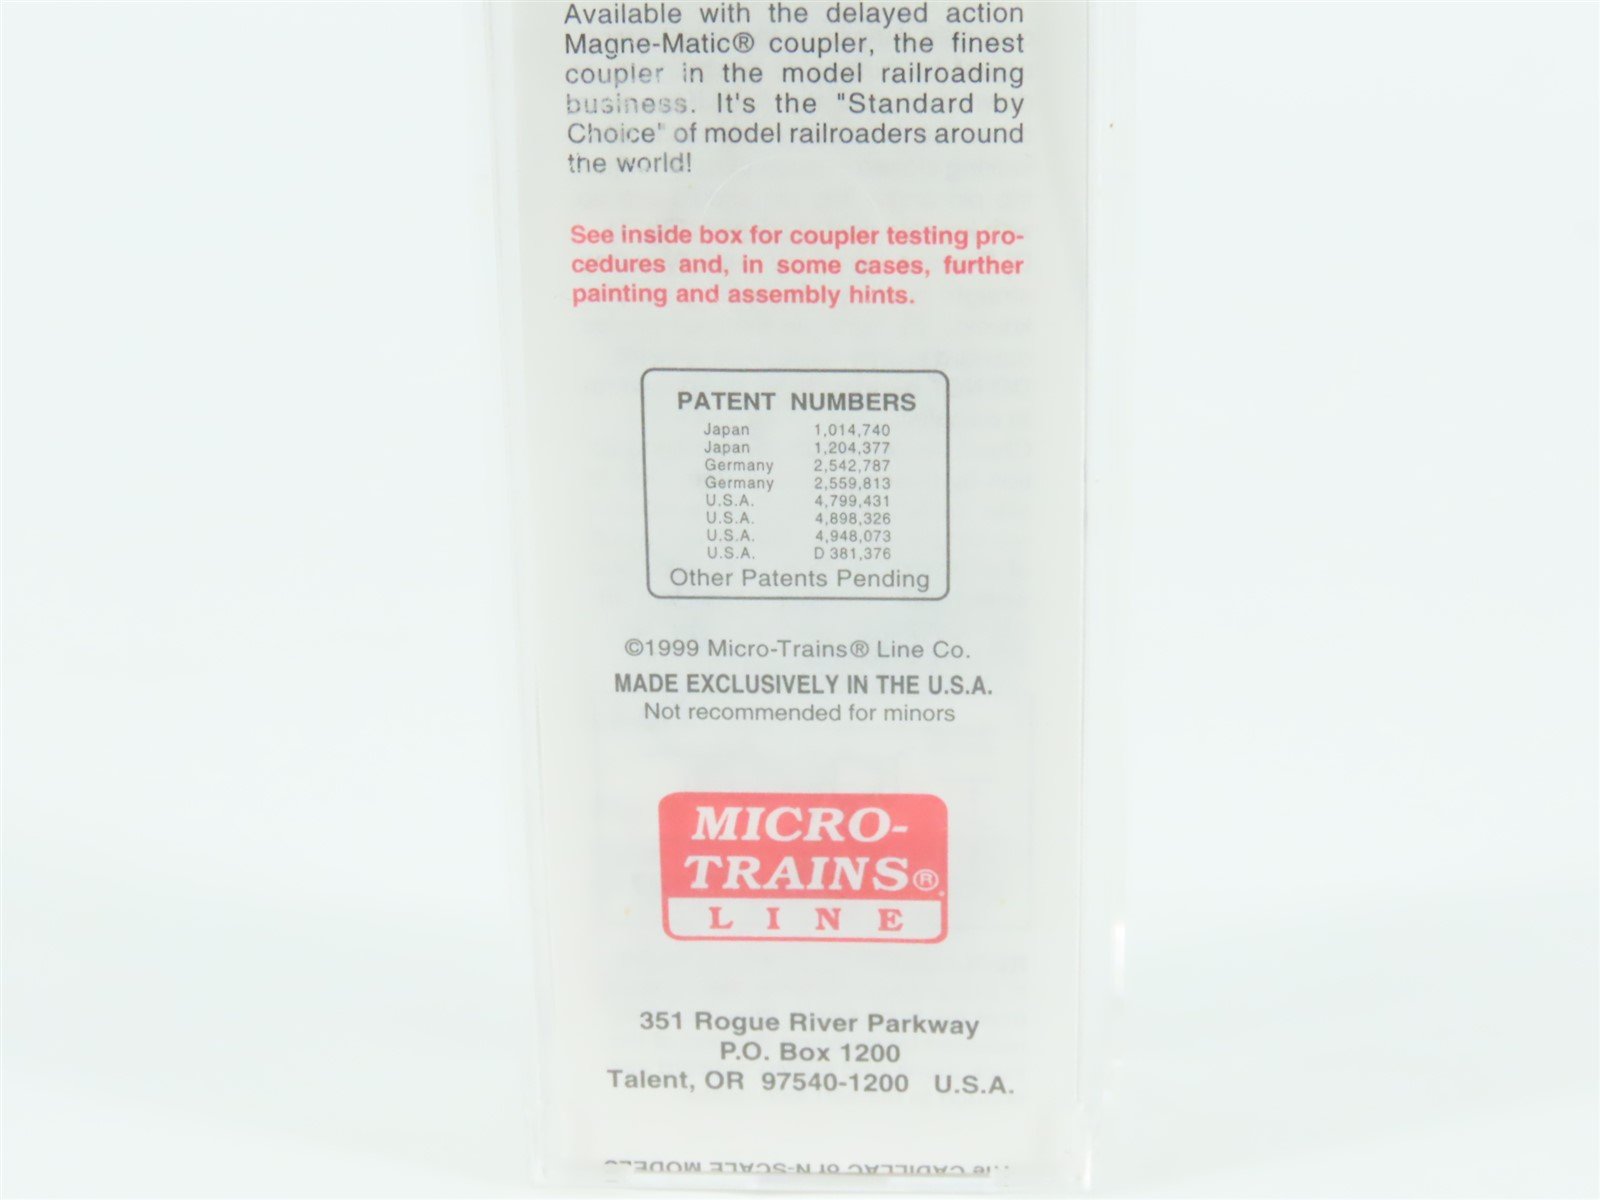 Available with the delayed action
Magne-Matic® coupler, the finest
coupler in the model railroading
business. It's the "Standard by
Choice" of model railroaders around
the world!
See inside box for coupler testing pro-
cedures and, in some cases, further
painting and assembly hints.
PATENT NUMBERS
Japan 1,014,740
Japan 1,204,377
Germany 2,542,787
Germany 2,559,813
U.S.A. 4,799,431
U.S.A. 4,898,326
U.S.A. 4,948,073
U.S.A. D 381,376
Other Patents Pending
©1999 Micro-Trains® Line Co.
MADE EXCLUSIVELY IN THE U.S.A.
Not recommended for minors
MICRO-
TRAINS®
LINE
351 Rogue River Parkway
P.O. Box 1200
Talent, OR 97540-1200 U.S.A.
CADILLAC of N-SCALE MODELS